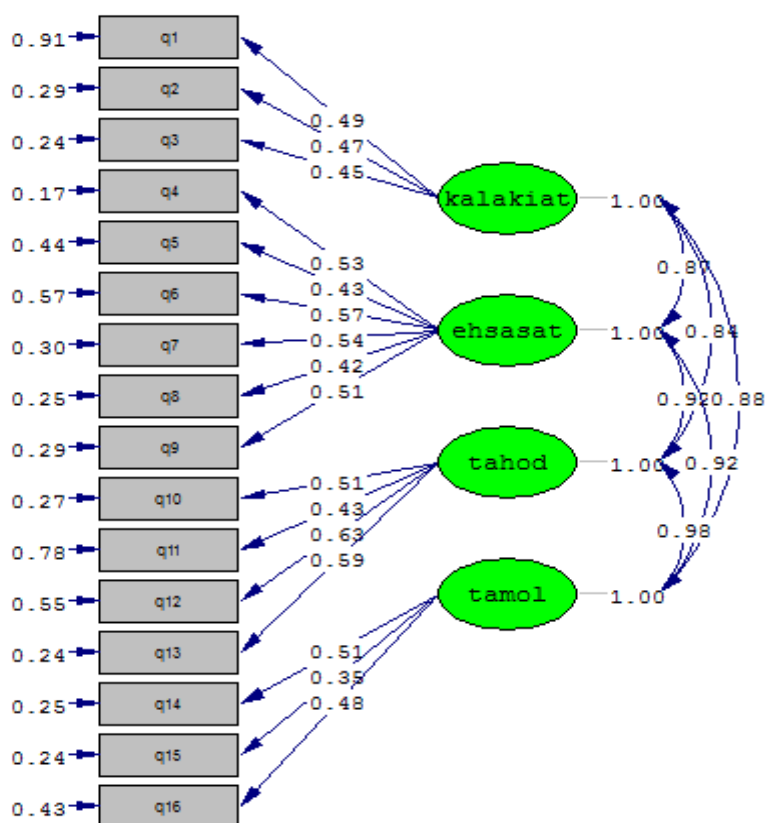 0.91 q1
0.29 q2
0.24 q3
0.17 q4
0.44 q5
0.57 q6
0.30 q7
0.25 q8
0.29 q9
0.27 q10
0.78 q11
0.55 q12
0.24 q13
0.25 q14
0.24 q15
0.43 q16
0.49
0.47
0.45
0.53
0.43
0.57
0.54
0.42
0.51
0.51
0.43
0.63
0.59
0.51
0.35
0.48
kalakiat 1.00
ehsasat 1.00
tahod 1.00
tamol 1.00
0.87
0.84
0.92
0.88
0.92
0.98